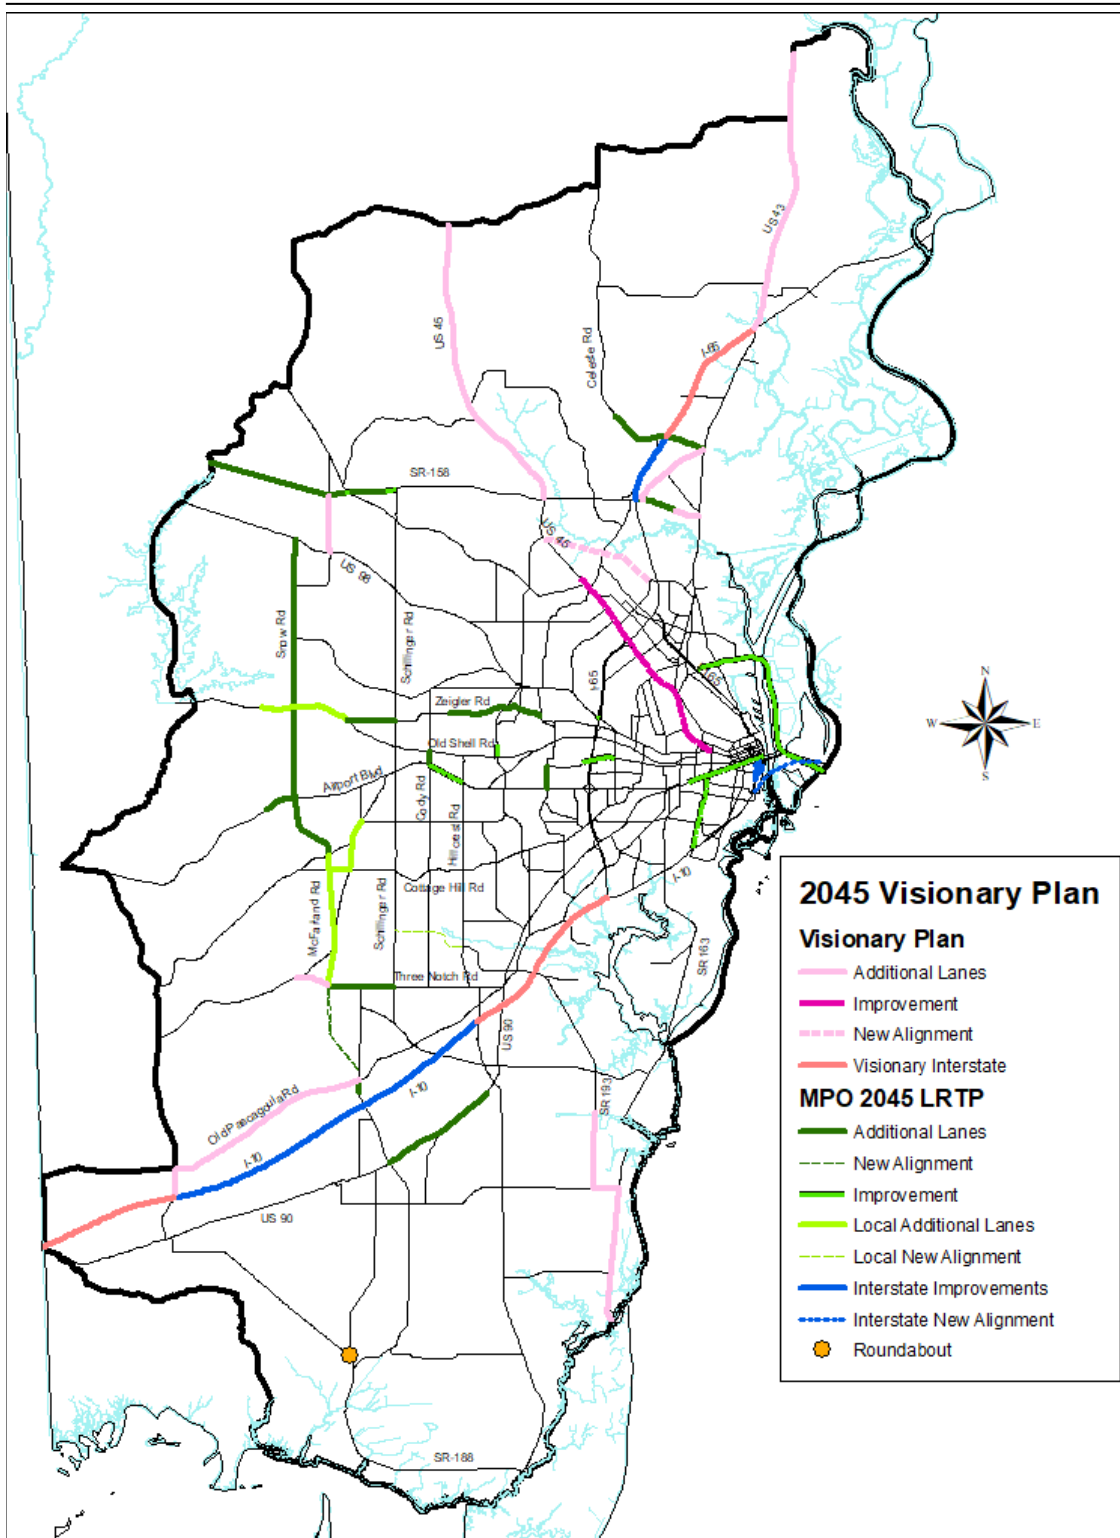 US 43
US 45
Celeste Rd
I-65
SR-158
US 45
US 98
Snow Rd
Schillinger Rd
I-65
I-65
Zeigler Rd
Old Shell Rd
Airport Blvd
Cody Rd
Hillcrest Rd
Cottage Hill Rd
I-10
McFarland Rd
Schillinger Rd
SR 163
Three Notch Rd
US 90
I-10
SR 193
Old Pascagoula Rd
I-10
US 90
SR-188
N
W
E
S
2045 Visionary Plan
Visionary Plan
Additional Lanes
Improvement
New Alignment
Visionary Interstate
MPO 2045 LRTP
Additional Lanes
New Alignment
Improvement
Local Additional Lanes
Local New Alignment
Interstate Improvements
Interstate New Alignment
Roundabout